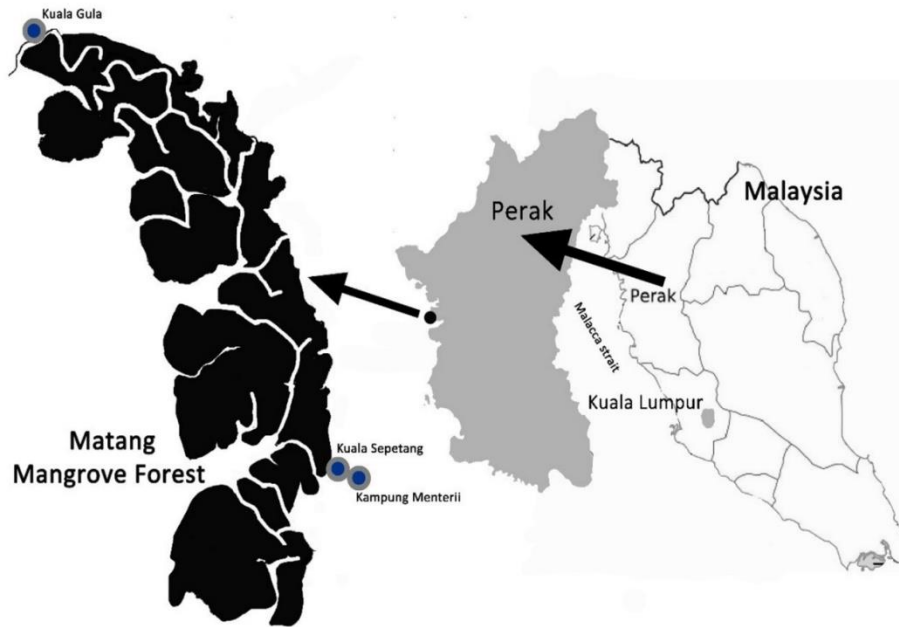 Kuala Gula
Perak
Malaysia
Perak
Malacca strait
Kuala Lumpur
Matang
Mangrove Forest
Kuala Sepetang
Kampung Menterii